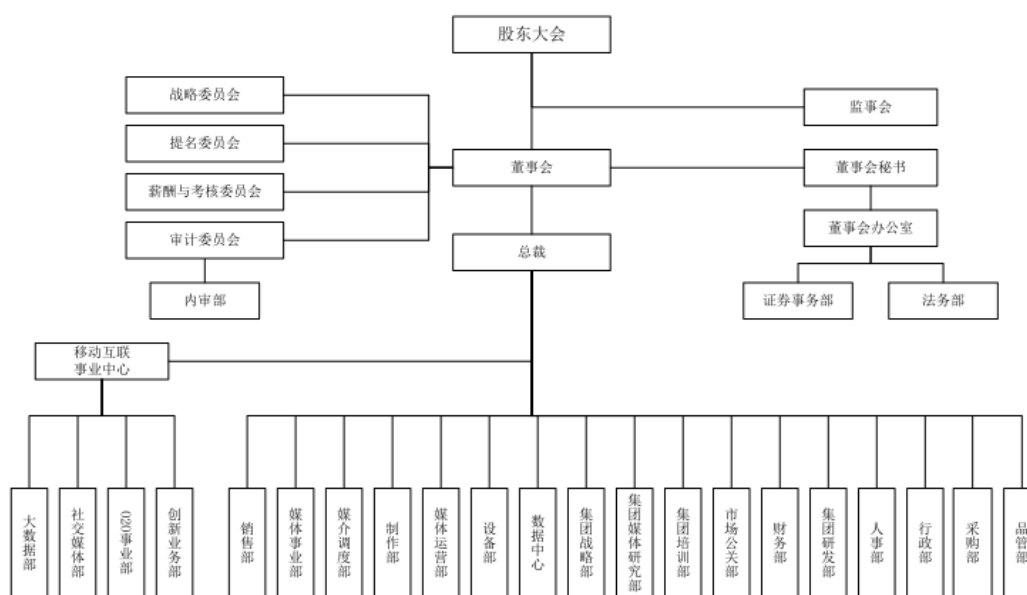 股东大会
战略委员会
监事会
提名委员会
董事会
董事会秘书
薪酬与考核委员会
审计委员会
总裁
董事会办公室
内审部
证券事务部
法务部
移动互联
事业中心
大数据部
社交媒体部
O2O事业部
创新业务部
销售部
媒体事业部
媒介调度部
制作部
媒体运营部
设备部
数据中心
集团战略部
集团媒体研究部
集团培训部
市场公关部
财务部
集团研发部
人事部
行政部
采购部
品管部